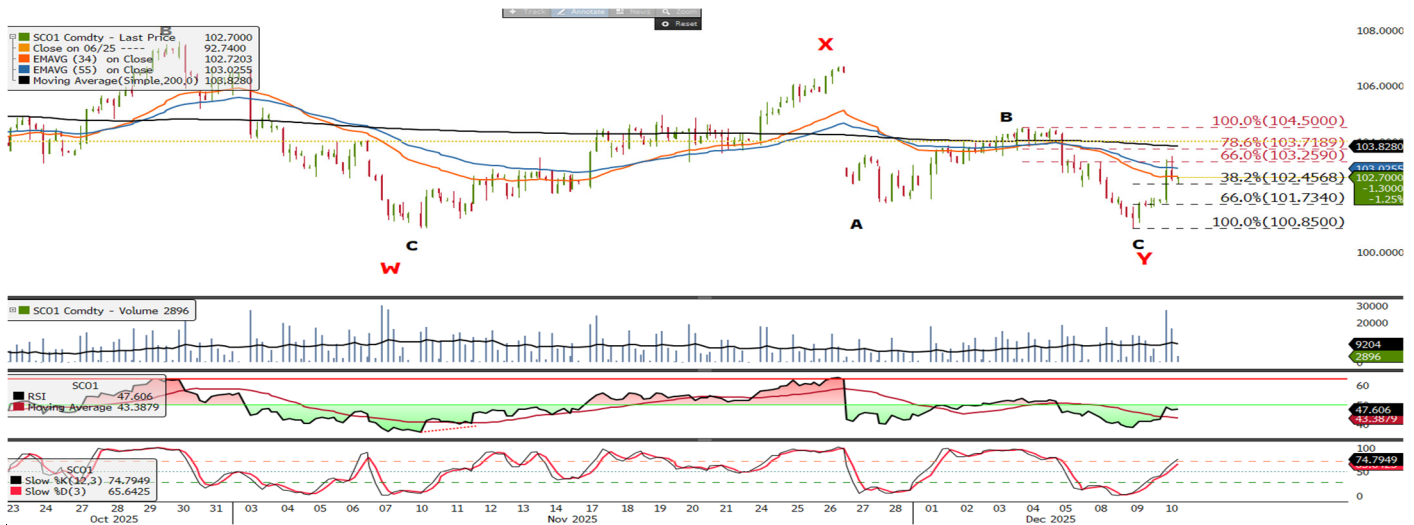 Track Annotate News Zoom
Reset
B
SCO1 Comdty - Last Price 102.7000
Close on 06/25 ---- 92.7400
EMAVG (34) on Close 102.7203
EMAVG (55) on Close 103.0255
Moving Average(Simple,200,0) 103.8280
X
W
C
A
B
C
Y
100.0%(104.5000)
78.6%(103.7189)
66.0%(103.2590)
38.2%(102.4568)
66.0%(101.7340)
100.0%(100.8500)
108.0000
106.0000
103.8280
103.0255
102.7000
-1.3000
-1.25%
100.0000
SCO1 Comdty - Volume 2896
30000
20000
9204
2896
0
SCO1
RSI 47.606
Moving Average 43.3879
60
47.606
43.3879
40
SCO1
Slow %K(12,3) 74.7949
Slow %D(3) 65.6425
100
74.7949
65.6425
50
0
23 24 27 28 29 30 31 03 04 05 06 07 10 11 12 13 14 17 18 19 20 21 24 25 26 27 28 01 02 03 04 05 08 09 10
Oct 2025 Nov 2025 Dec 2025